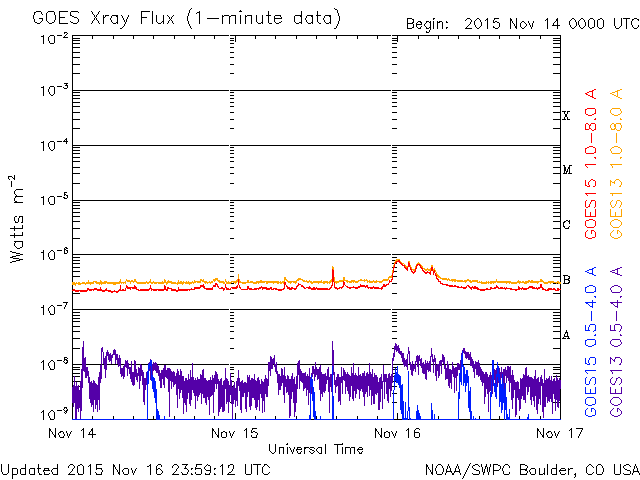 GOES Xray Flux (1-minute data)
Begin: 2015 Nov 14 0000 UTC
10^-2
10^-3
10^-4
10^-5
10^-6
10^-7
10^-8
10^-9
Watts m^-2
X
M
C
B
A
GOES15 1.0-8.0 A
GOES13 1.0-8.0 A
GOES15 0.5-4.0 A
GOES13 0.5-4.0 A
Nov 14 Nov 15 Nov 16 Nov 17
Universal Time
Updated 2015 Nov 16 23:59:12 UTC
NOAA/SWPC Boulder, CO USA